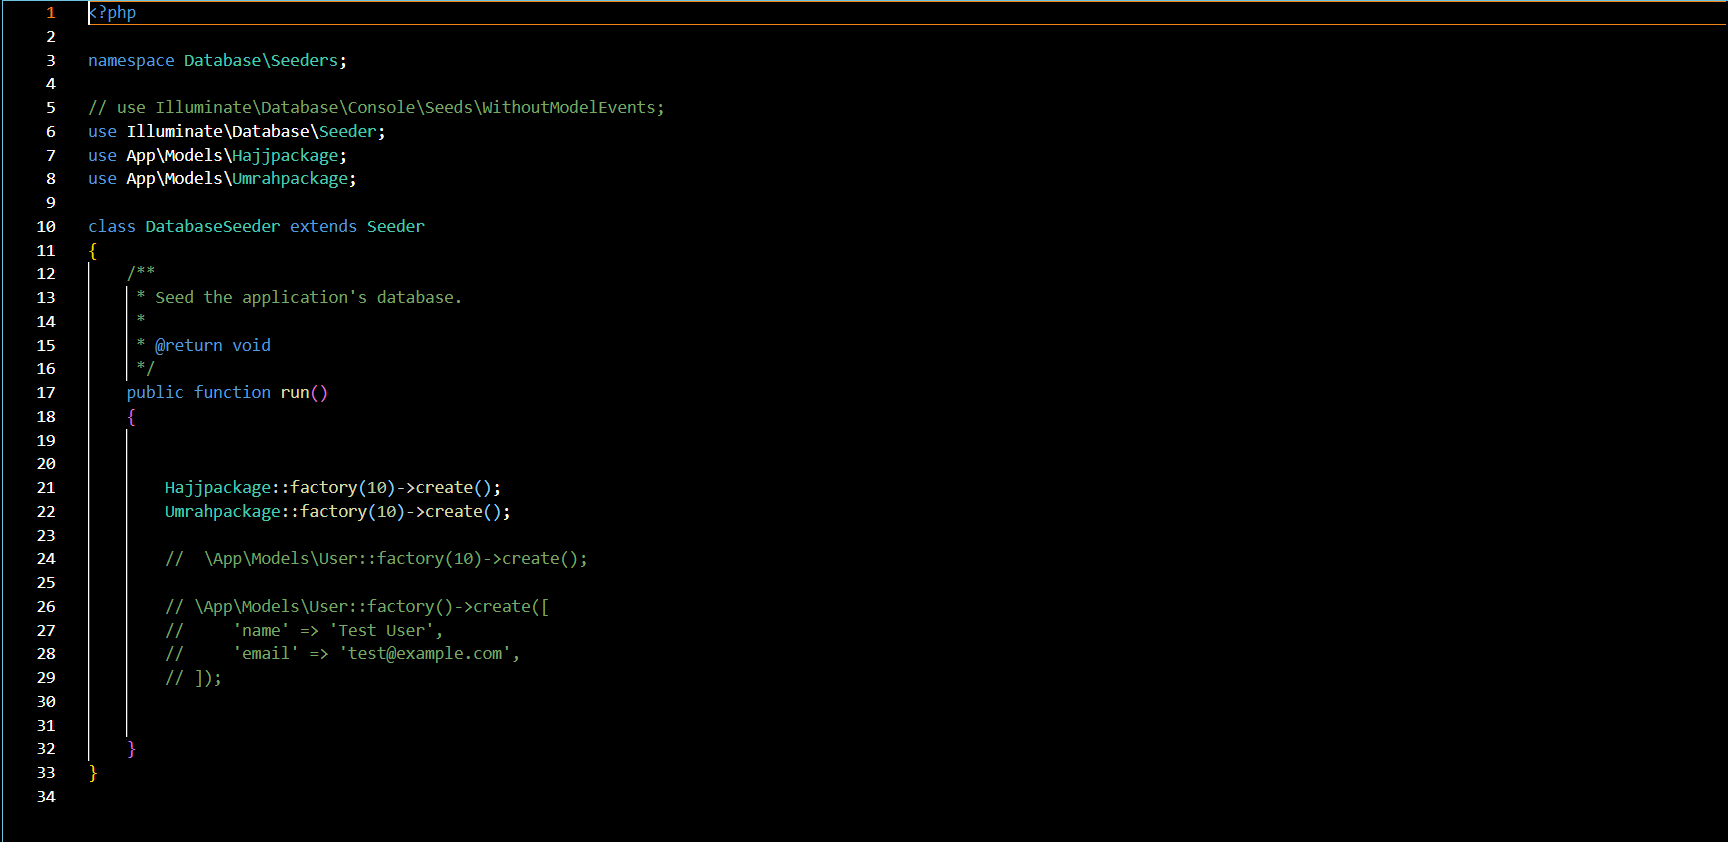 1 <?php
2
3 namespace Database\Seeders;
4
5 // use Illuminate\Database\Console\Seeds\WithoutModelEvents;
6 use Illuminate\Database\Seeder;
7 use App\Models\Hajjpackage;
8 use App\Models\Umrahpackage;
9
10 class DatabaseSeeder extends Seeder
11 {
12     /**
13      * Seed the application's database.
14      *
15      * @return void
16      */
17     public function run()
18     {
19
20
21         Hajjpackage::factory(10)->create();
22         Umrahpackage::factory(10)->create();
23
24         //  \App\Models\User::factory(10)->create();
25
26         // \App\Models\User::factory()->create([
27         //     'name' => 'Test User',
28         //     'email' => 'test@example.com',
29         // ]);
30
31
32     }
33 }
34